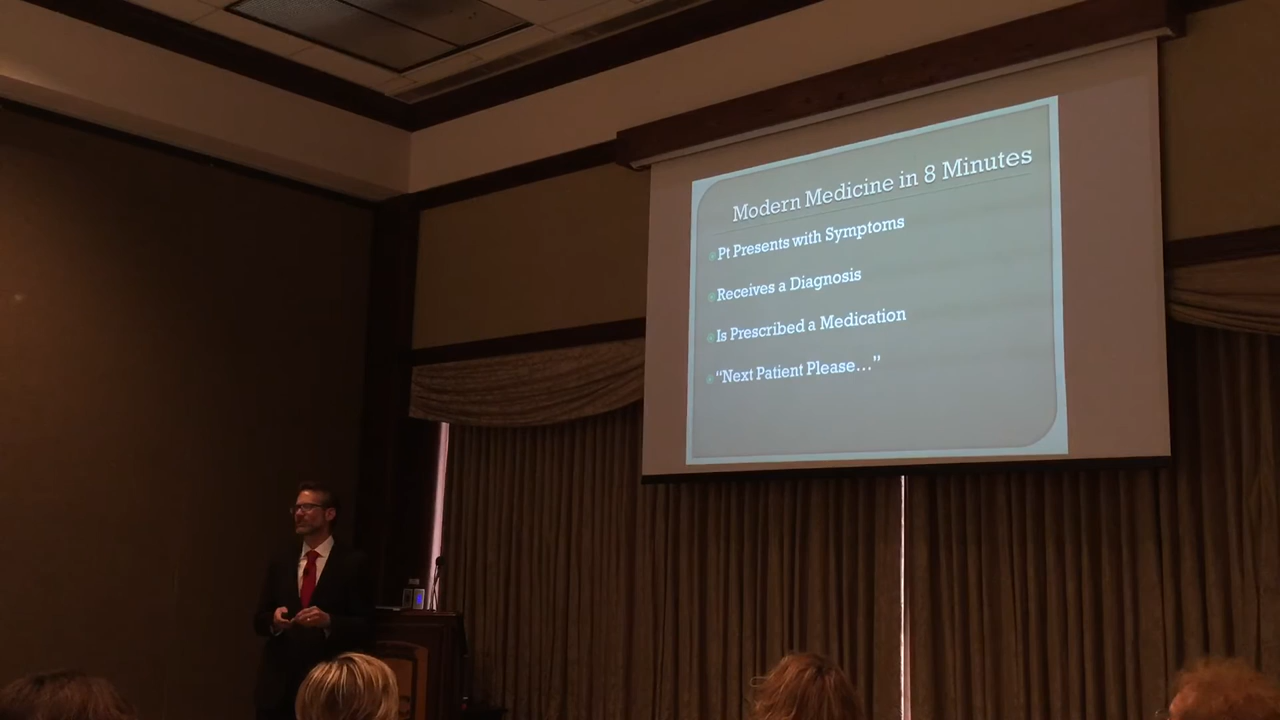 Modern Medicine in 8 Minutes
Pt Presents with Symptoms
Receives a Diagnosis
Is Prescribed a Medication
“Next Patient Please…”